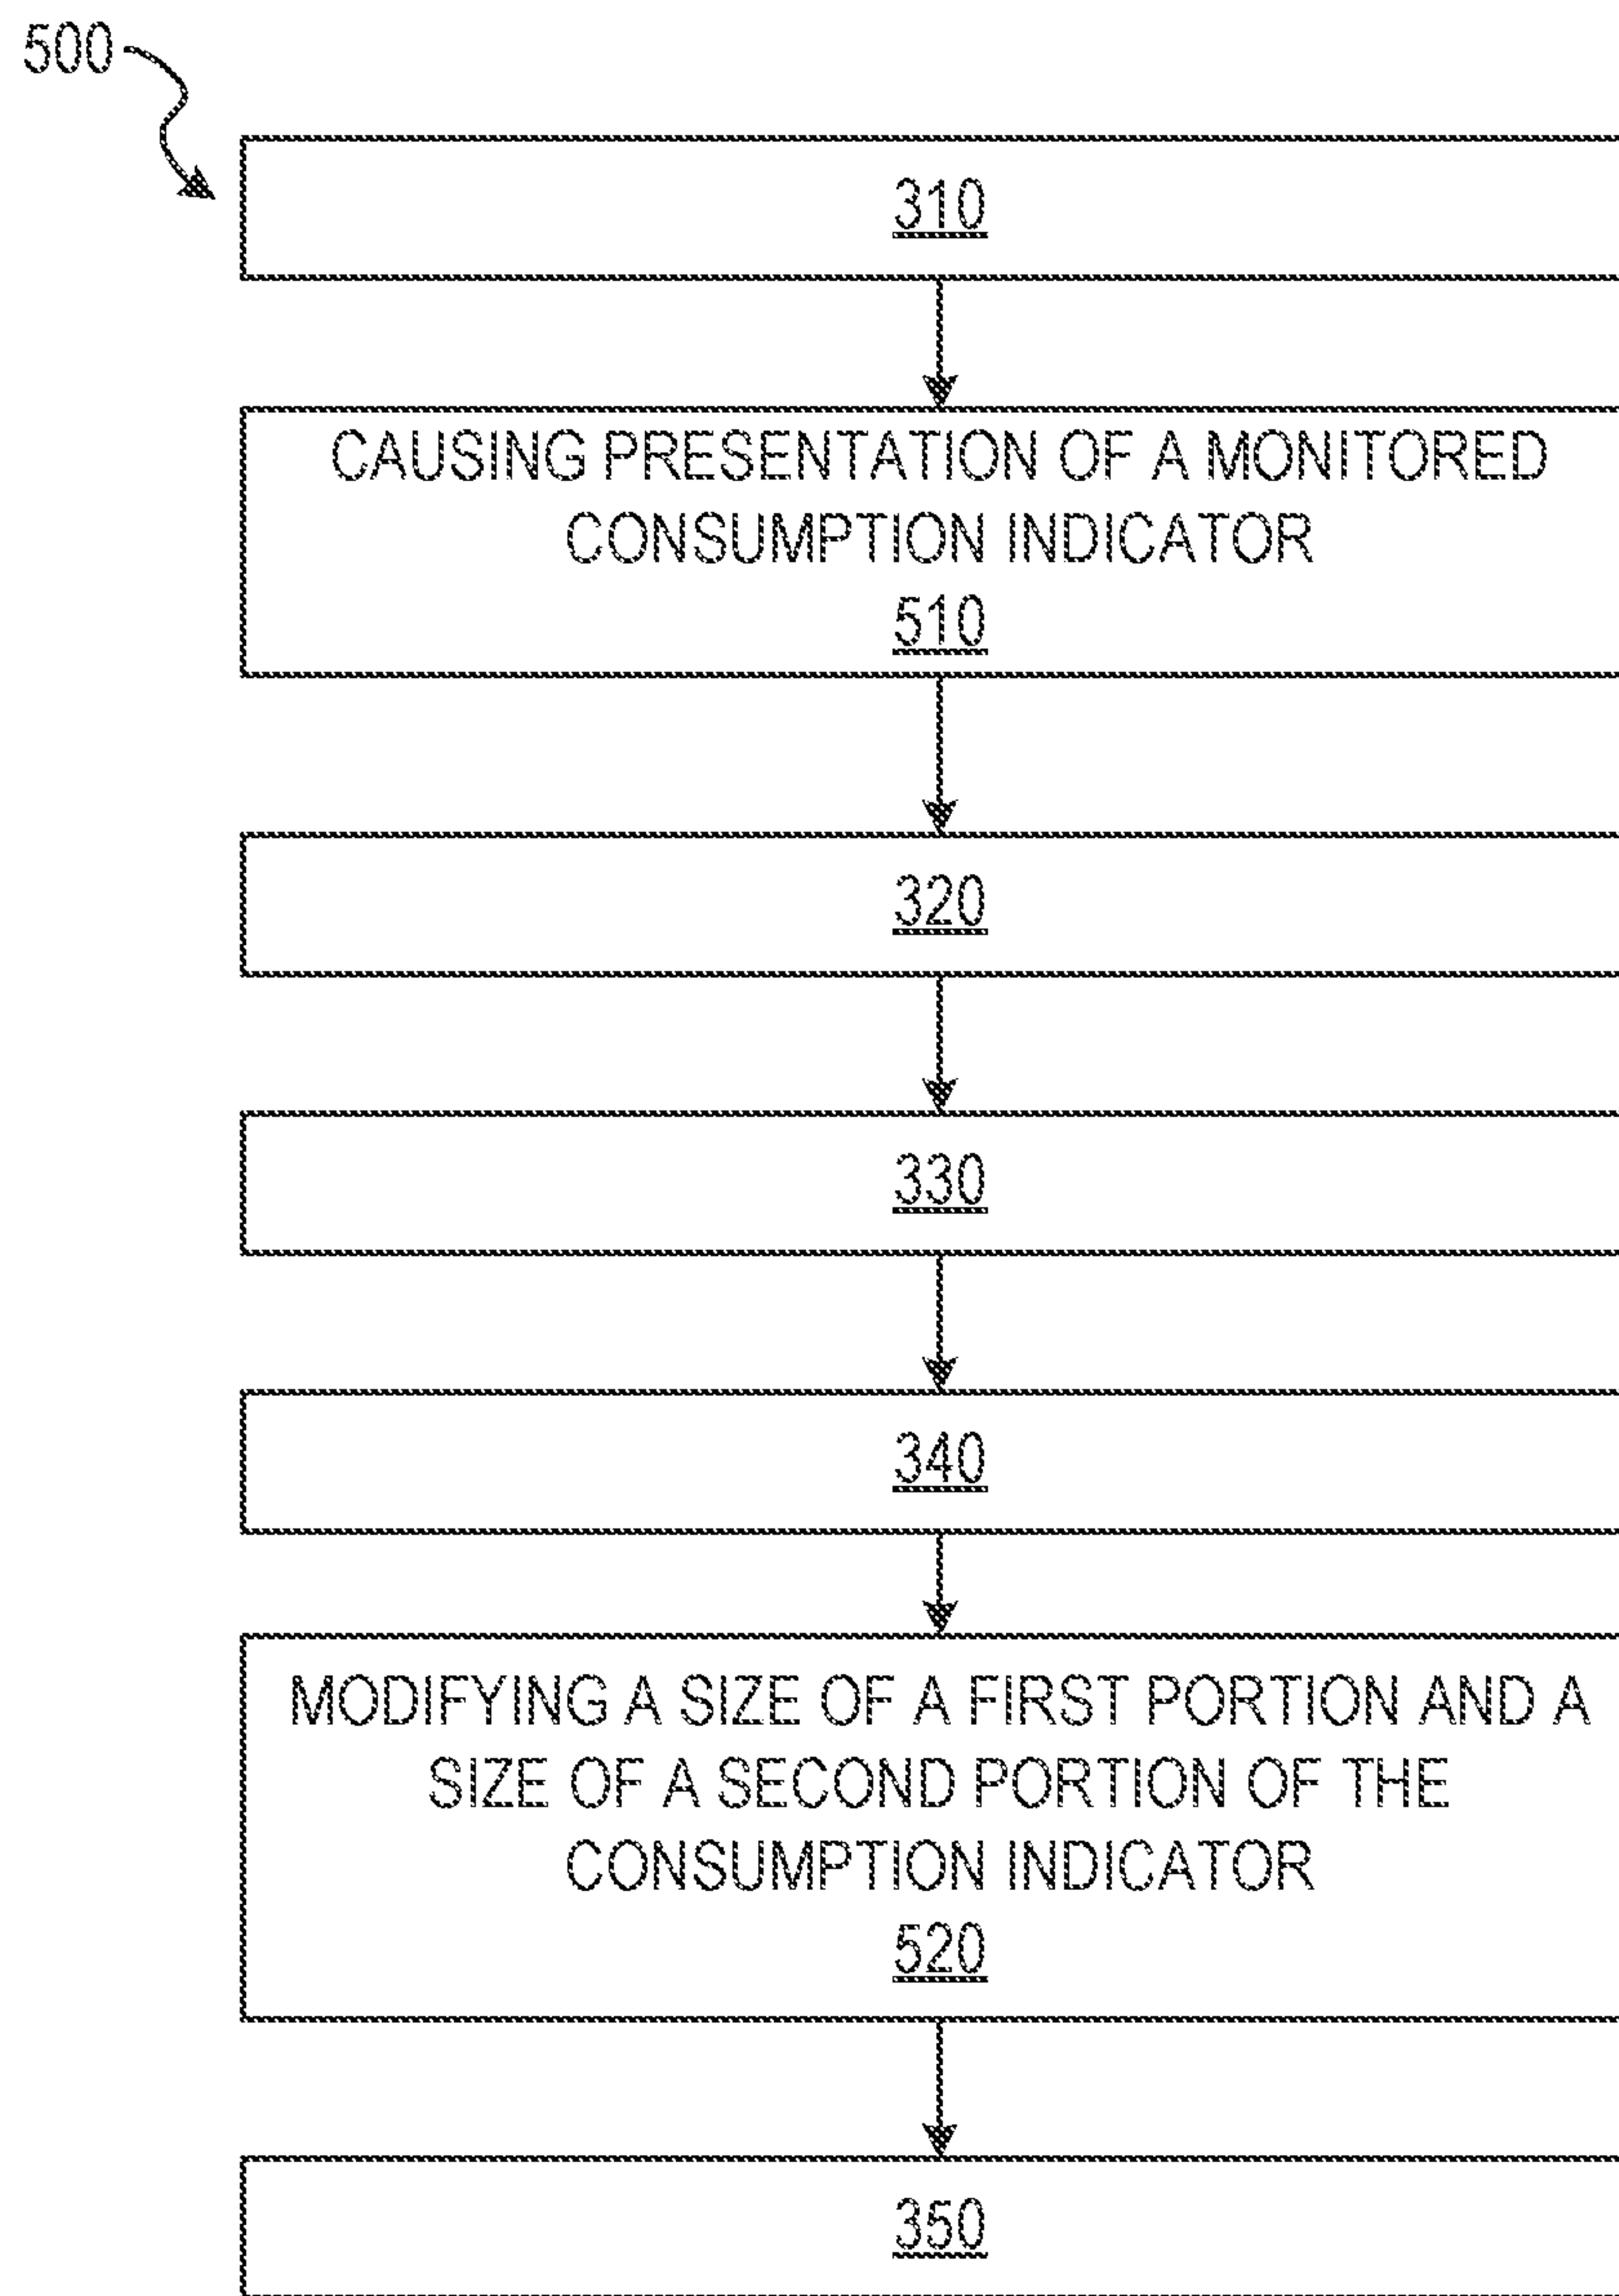 500
310
CAUSING PRESENTATION OF A MONITORED
CONSUMPTION INDICATOR
510
320
330
340
MODIFYING A SIZE OF A FIRST PORTION AND A
SIZE OF A SECOND PORTION OF THE
CONSUMPTION INDICATOR
520
350